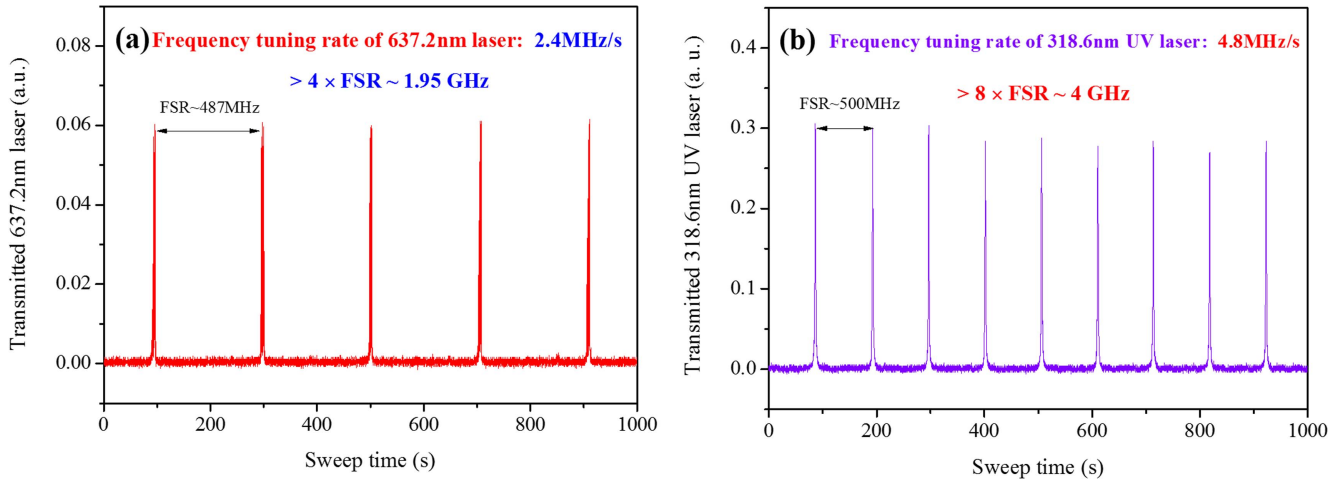 (a) Frequency tuning rate of 637.2nm laser: 2.4MHz/s
> 4 × FSR ~ 1.95 GHz
FSR~487MHz
Transmitted 637.2nm laser (a.u.)
0.08
0.06
0.04
0.02
0.00
0 200 400 600 800 1000
Sweep time (s)
(b) Frequency tuning rate of 318.6nm UV laser: 4.8MHz/s
> 8 × FSR ~ 4 GHz
FSR~500MHz
Transmitted 318.6nm UV laser (a. u.)
0.4
0.3
0.2
0.1
0.0
0 200 400 600 800 1000
Sweep time (s)